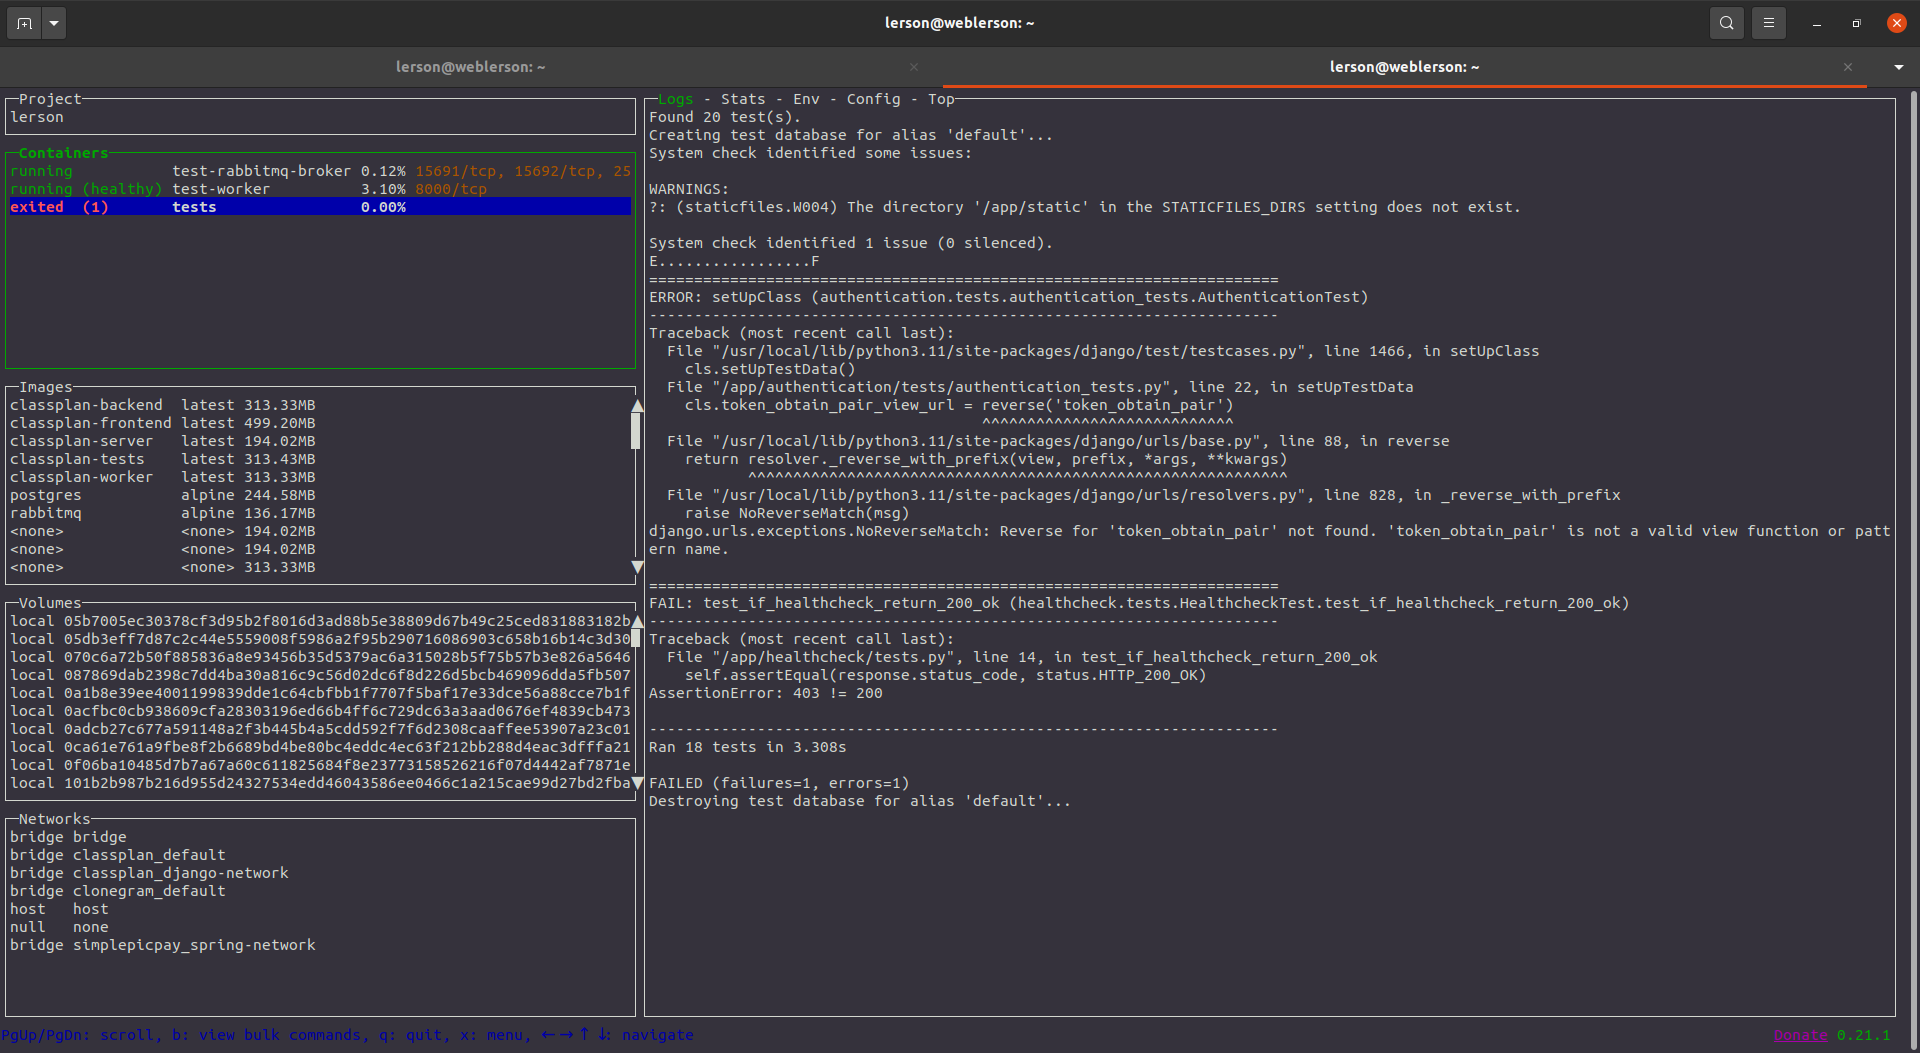 lerson@weblerson: ~
lerson@weblerson: ~
lerson@weblerson: ~
Project
lerson
Containers
running test-rabbitmq-broker 0.12% 15691/tcp, 15692/tcp, 25
running (healthy) test-worker 3.10% 8000/tcp
exited (1) tests 0.00%
Images
classplan-backend latest 313.33MB
classplan-frontend latest 499.20MB
classplan-server latest 194.02MB
classplan-tests latest 313.43MB
classplan-worker latest 313.33MB
postgres alpine 244.58MB
rabbitmq alpine 136.17MB
<none> <none> 194.02MB
<none> <none> 194.02MB
<none> <none> 313.33MB
Volumes
local 05b7005ec30378cf3d95b2f8016d3ad88b5e38809d67b49c25ced831883182b
local 05db3eff7d87c2c44e5559008f5986a2f95b290716086903c658b16b14c3d30
local 070c6a72b50f885836a8e93456b35d5379ac6a315028b5f75b57b3e826a5646
local 087869dab2398c7dd4ba30a816c9c56d02dc6f8d226d5bcb469096dda5fb507
local 0a1b8e39ee4001199839dde1c64cbfbb1f7707f5baf17e33dce56a88cce7b1f
local 0acfbc0cb938609cfa28303196ed66b4ff6c729dc63a3aad0676ef4839cb473
local 0adcb27c677a591148a2f3b445b4a5cdd592f7f6d2308caaffee53907a23c01
local 0ca61e761a9fbe8f2b6689bd4be80bc4eddc4ec63f212bb288d4eac3dfffa21
local 0f06ba10485d7b7a67a60c611825684f8e23773158526216f07d4442af7871e
local 101b2b987b216d955d24327534edd46043586ee0466c1a215cae99d27bd2fba
Networks
bridge bridge
bridge classplan_default
bridge classplan_django-network
bridge clonegram_default
host host
null none
bridge simplepicpay_spring-network
Logs - Stats - Env - Config - Top
Found 20 test(s).
Creating test database for alias 'default'...
System check identified some issues:
WARNINGS:
?: (staticfiles.W004) The directory '/app/static' in the STATICFILES_DIRS setting does not exist.
System check identified 1 issue (0 silenced).
E.................F
======================================================================
ERROR: setUpClass (authentication.tests.authentication_tests.AuthenticationTest)
----------------------------------------------------------------------
Traceback (most recent call last):
File "/usr/local/lib/python3.11/site-packages/django/test/testcases.py", line 1466, in setUpClass
cls.setUpTestData()
File "/app/authentication/tests/authentication_tests.py", line 22, in setUpTestData
cls.token_obtain_pair_view_url = reverse('token_obtain_pair')
^^^^^^^^^^^^^^^^^^^^^^^^^^^^
File "/usr/local/lib/python3.11/site-packages/django/urls/base.py", line 88, in reverse
return resolver._reverse_with_prefix(view, prefix, *args, **kwargs)
^^^^^^^^^^^^^^^^^^^^^^^^^^^^^^^^^^^^^^^^^^^^^^^^^^^^^^^^^^^^
File "/usr/local/lib/python3.11/site-packages/django/urls/resolvers.py", line 828, in _reverse_with_prefix
raise NoReverseMatch(msg)
django.urls.exceptions.NoReverseMatch: Reverse for 'token_obtain_pair' not found. 'token_obtain_pair' is not a valid view function or patt
ern name.
======================================================================
FAIL: test_if_healthcheck_return_200_ok (healthcheck.tests.HealthcheckTest.test_if_healthcheck_return_200_ok)
----------------------------------------------------------------------
Traceback (most recent call last):
File "/app/healthcheck/tests.py", line 14, in test_if_healthcheck_return_200_ok
self.assertEqual(response.status_code, status.HTTP_200_OK)
AssertionError: 403 != 200
----------------------------------------------------------------------
Ran 18 tests in 3.308s
FAILED (failures=1, errors=1)
Destroying test database for alias 'default'...
PgUp/PgDn: scroll, b: view bulk commands, q: quit, x: menu, ← → ↑ ↓: navigate
Donate 0.21.1